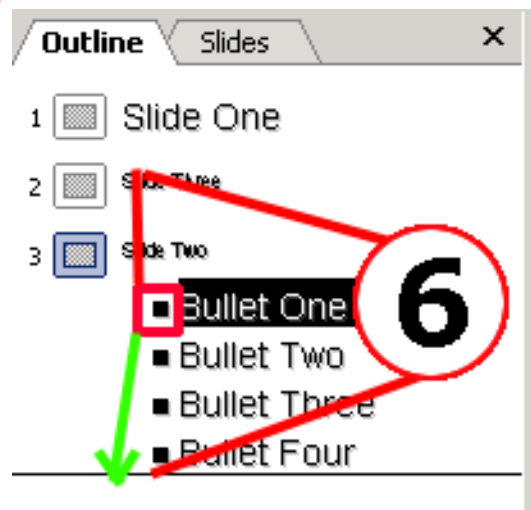 Outline Slides
1 Slide One
2 Slide Three
3 Slide Two
Bullet One
6
Bullet Two
Bullet Three
Bullet Four